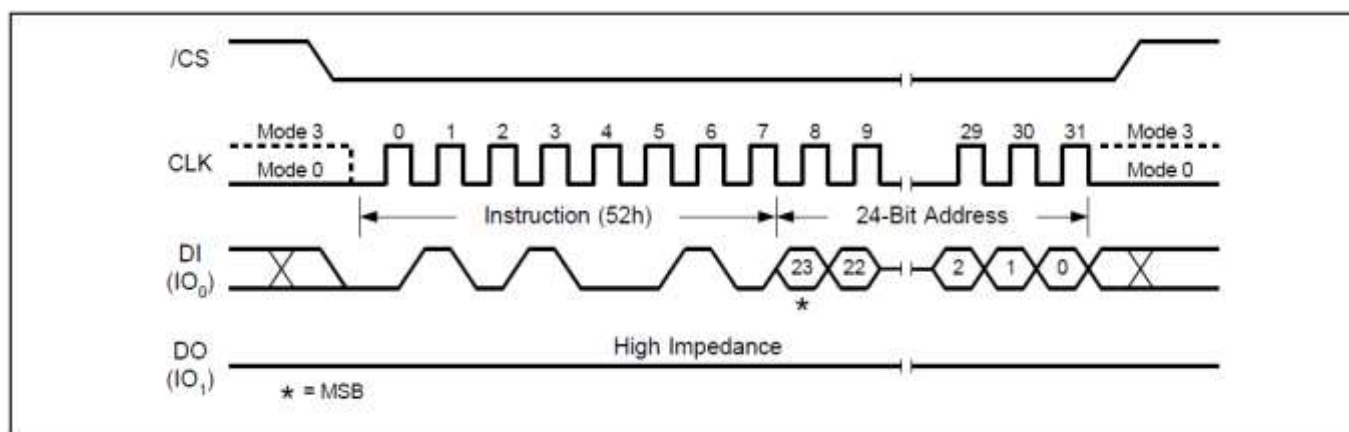 /CS
Mode 3 0 1 2 3 4 5 6 7 8 9 29 30 31 Mode 3
CLK Mode 0 Mode 0
Instruction (52h) 24-Bit Address
DI
(IO0) 23 22 2 1 0
*
DO High Impedance
(IO1)
* = MSB